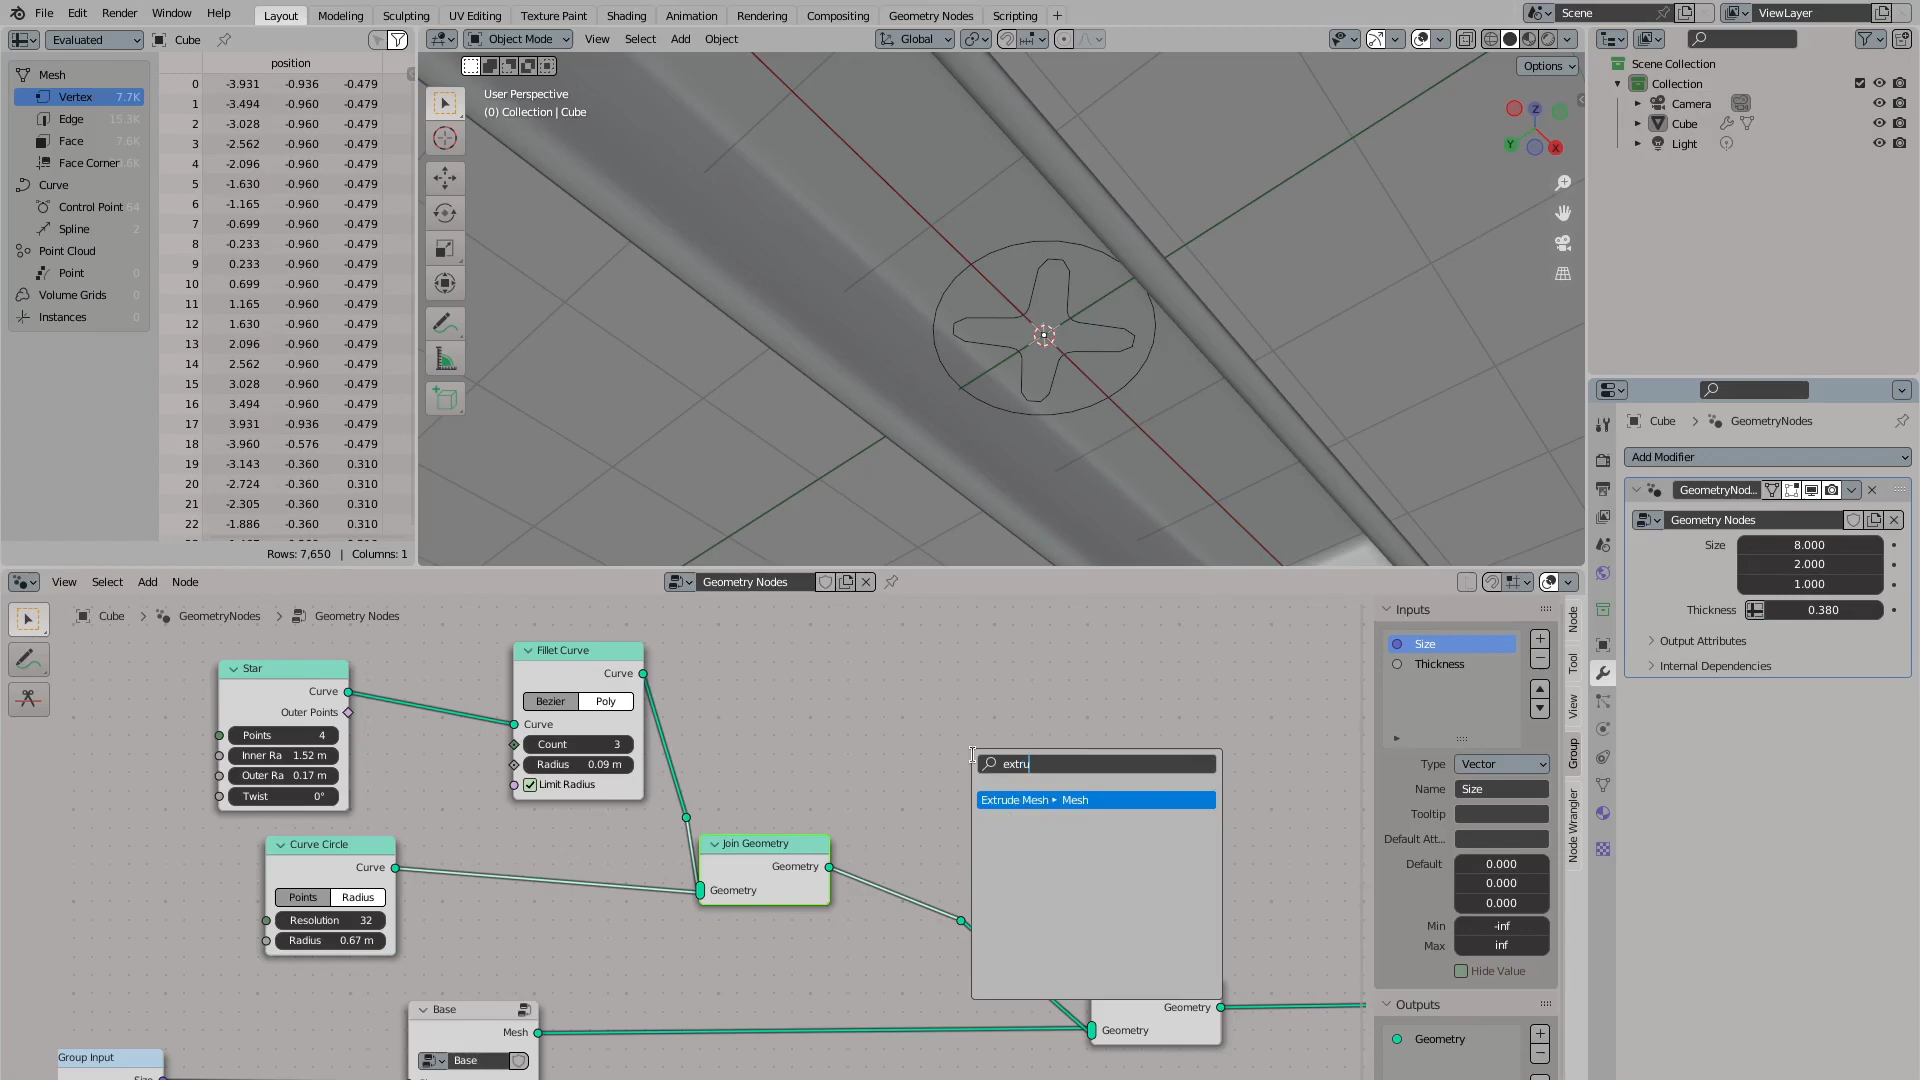 File Edit Render Window Help Layout Modeling Sculpting UV Editing Texture Paint Shading Animation Rendering Compositing Geometry Nodes Scripting + Scene ViewLayer
Evaluated Cube
Object Mode View Select Add Object Global
Options
Mesh
Vertex 7.7K
Edge 15.3K
Face 7.6K
Face Corner
Curve
Control Point 64
Spline 2
Point Cloud
Point 0
Volume Grids 0
Instances 0
position
0 -3.931 -0.936 -0.479
1 -3.494 -0.960 -0.479
2 -3.028 -0.960 -0.479
3 -2.562 -0.960 -0.479
4 -2.096 -0.960 -0.479
5 -1.630 -0.960 -0.479
6 -1.165 -0.960 -0.479
7 -0.699 -0.960 -0.479
8 -0.233 -0.960 -0.479
9 0.233 -0.960 -0.479
10 0.699 -0.960 -0.479
11 1.165 -0.960 -0.479
12 1.630 -0.960 -0.479
13 2.096 -0.960 -0.479
14 2.562 -0.960 -0.479
15 3.028 -0.960 -0.479
16 3.494 -0.960 -0.479
17 3.931 -0.936 -0.479
18 -3.960 -0.576 -0.479
19 -3.143 -0.360 0.310
20 -2.724 -0.360 0.310
21 -2.305 -0.360 0.310
22 -1.886 -0.360 0.310
Rows: 7,650 | Columns: 1
User Perspective
(0) Collection | Cube
Z
Y
X
Scene Collection
Collection
Camera
Cube
Light
Cube GeometryNodes
Add Modifier
GeometryNod...
Geometry Nodes
Size 8.000
2.000
1.000
Thickness 0.380
Output Attributes
Internal Dependencies
View Select Add Node Geometry Nodes
Cube GeometryNodes Geometry Nodes
Star
Curve
Outer Points
Points 4
Inner Ra 1.52 m
Outer Ra 0.17 m
Twist 0°
Fillet Curve
Curve
Bezier Poly
Curve
Count 3
Radius 0.09 m
Limit Radius
Curve Circle
Curve
Points Radius
Resolution 32
Radius 0.67 m
Join Geometry
Geometry
Geometry
extru
Extrude Mesh ▸ Mesh
Geometry
Geometry
Base
Mesh
Base
Group Input
Inputs
Size
Thickness
Type Vector
Name Size
Tooltip
Default Att...
Default 0.000
0.000
0.000
Min -inf
Max inf
Hide Value
Outputs
Geometry
Node
Tool
View
Group
Node Wrangler